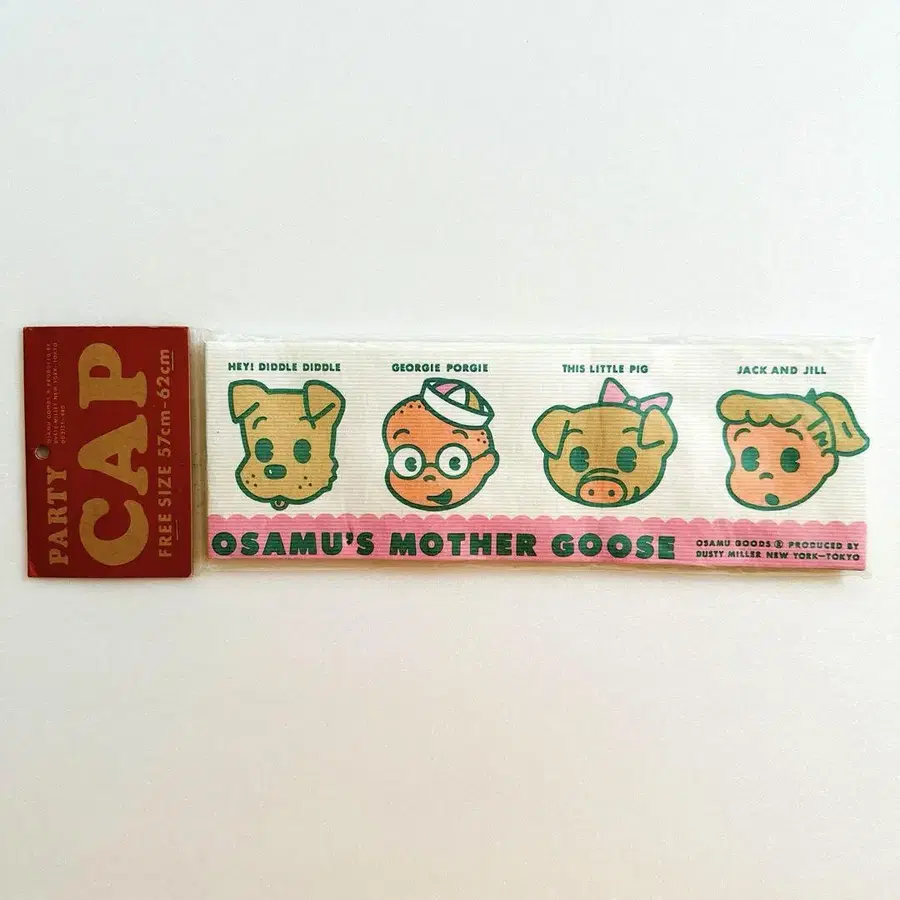 PARTY
CAP
FREE SIZE 57cm-62cm
HEY! DIDDLE DIDDLE
GEORGIE PORGIE
THIS LITTLE PIG
JACK AND JILL
OSAMU'S MOTHER GOOSE
OSAMU GOODS ® PRODUCED BY
DUSTY MILLER NEW YORK–TOKYO